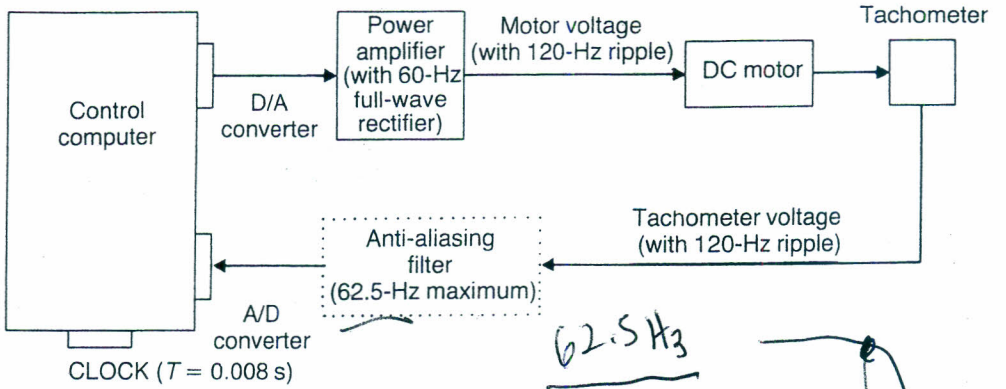 Tachometer
Power
amplifier
(with 60-Hz
full-wave
rectifier)
Motor voltage
(with 120-Hz ripple)
DC motor
Control
computer
D/A
converter
Tachometer voltage
(with 120-Hz ripple)
Anti-aliasing
filter
(62.5-Hz maximum)
A/D
converter
62.5 Hz
CLOCK (T = 0.008 s)